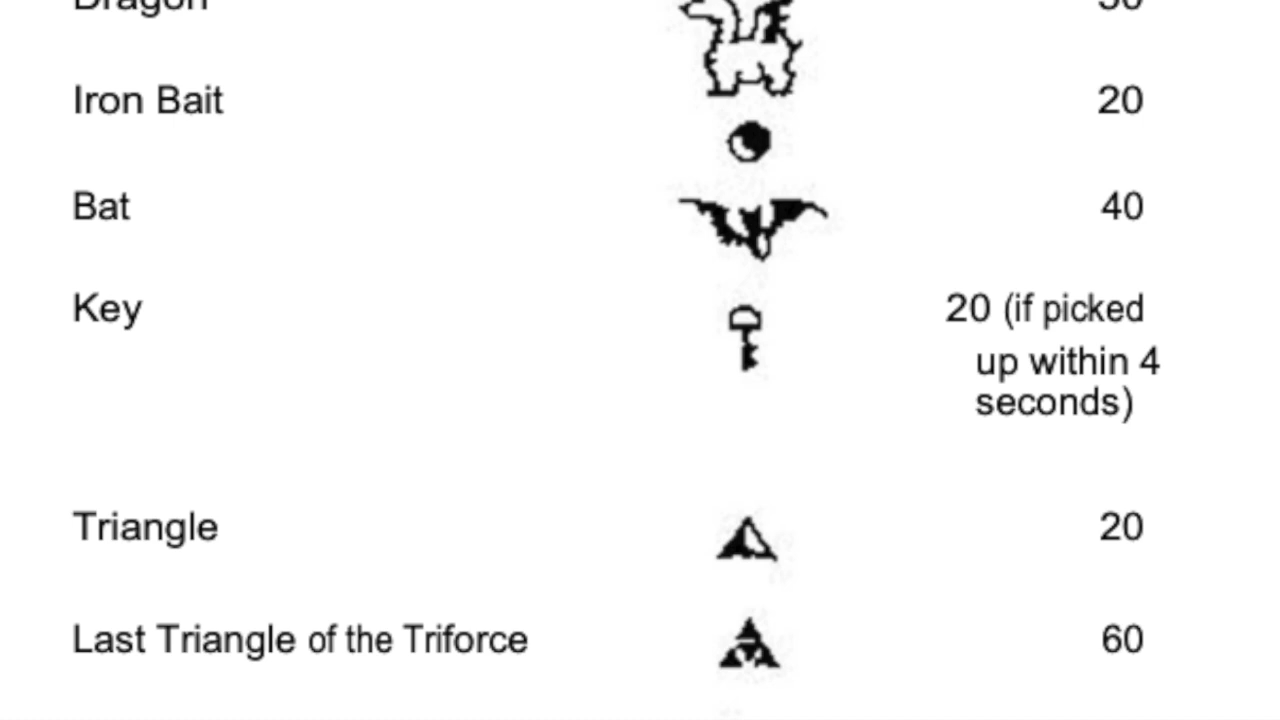 Dragon
Iron Bait 20
Bat 40
Key 20 (if picked
up within 4
seconds)
Triangle 20
Last Triangle of the Triforce 60